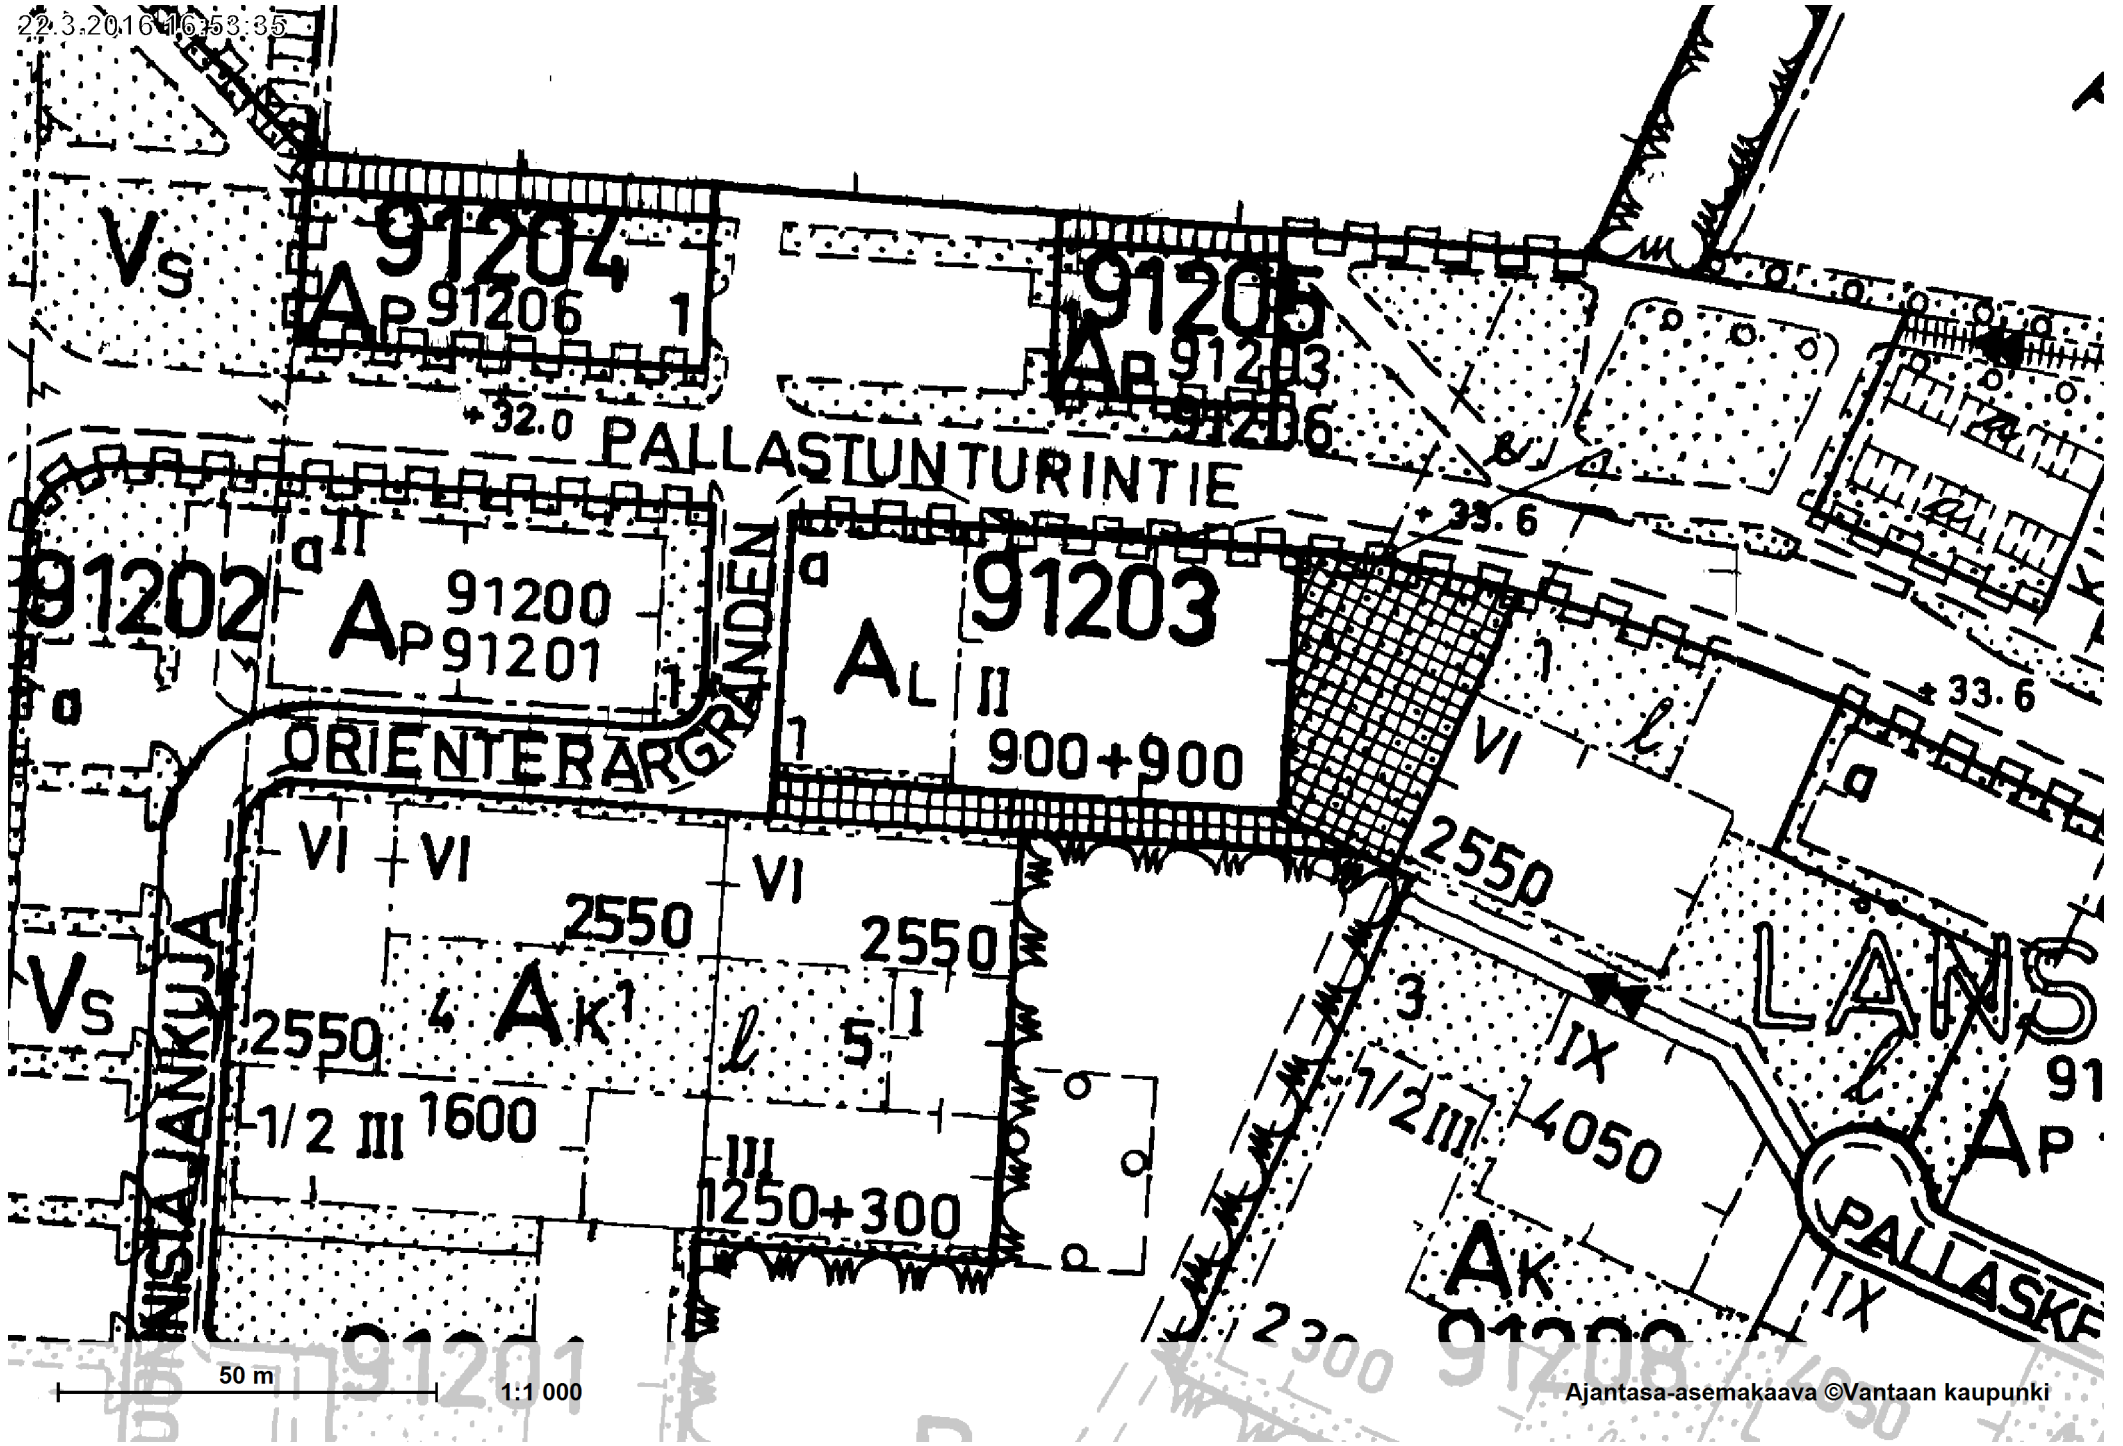 22.3.2016 16:53:35
Vs
91204
Ap 91206 1
91205
Ap 91203
91206
+ 32.0
PALLASTUNTURINTIE
+ 33.6
+ 33.6
91202
a II
Ap 91200
91201
1
a
a
AL
1
91203
II
900+900
1
l
VI
2550
a
a
a
ORIENTERARGRÄNDEN
VI
VI
2550
VI
2550
Vs
2550
4 AK1
l
5 I
1/2 III 1600
III
1250+300
3
IX
1/2 III
4050
LANS
l
91
Ap
AK
91208
PALLASKE
IX
91201
2300
4050
50 m
1:1 000
Ajantasa-asemakaava ©Vantaan kaupunki